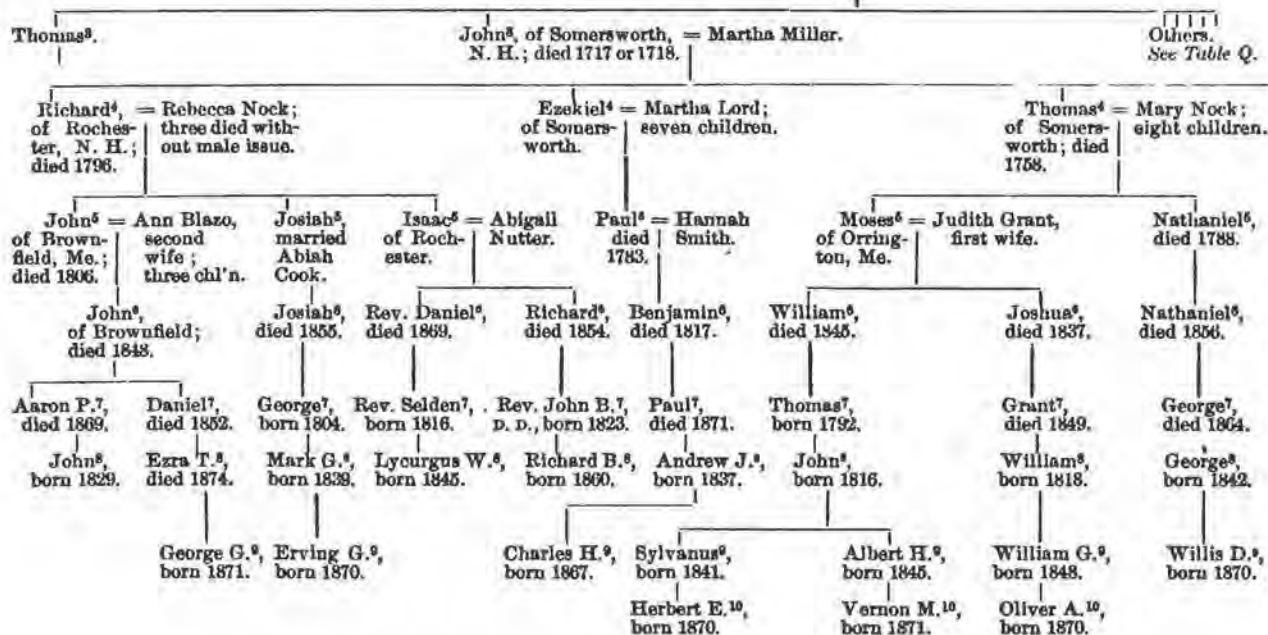 Thomas³.
John³, of Somersworth, = Martha Miller.
N. H.; died 1717 or 1718.
Others.
See Table Q.
Richard⁴, = Rebecca Nock;
of Roches- three died with-
ter, N. H.; out male issue.
died 1796.
Ezekiel⁴ = Martha Lord;
of Somers- seven children.
worth.
Thomas⁴ = Mary Nock;
of Somers- eight children.
worth; died
1758.
John⁵ = Ann Blazo,
of Brown- second
field, Me.; wife;
died 1806. three chl'n.
Josiah⁵,
married
Abiah
Cook.
Isaac⁵ = Abigail
of Roch- Nutter.
ester.
Paul⁵ = Hannah
died Smith.
1783.
Moses⁵ = Judith Grant,
of Orring- first wife.
ton, Me.
Nathaniel⁵,
died 1788.
John⁶,
of Brownfield;
died 1848.
Josiah⁶,
died 1855.
Rev. Daniel⁶,
died 1869.
Richard⁶,
died 1854.
Benjamin⁶,
died 1817.
William⁶,
died 1845.
Joshua⁶,
died 1837.
Nathaniel⁶,
died 1856.
Aaron P.⁷,
died 1869.
Daniel⁷,
died 1852.
George⁷,
born 1804.
Rev. Selden⁷,
born 1816.
Rev. John B.⁷,
D. D., born 1823.
Paul⁷,
died 1871.
Thomas⁷,
born 1792.
Grant⁷,
died 1849.
George⁷,
died 1864.
John⁸,
born 1829.
Ezra T.⁸,
died 1874.
Mark G.⁸,
born 1839.
Lycurgus W.⁸,
born 1845.
Richard B.⁸,
born 1860.
Andrew J.⁸,
born 1837.
John⁸,
born 1816.
William⁸,
born 1818.
George⁸,
born 1842.
George G.⁹,
born 1871.
Erving G.⁹,
born 1870.
Charles H.⁹,
born 1867.
Sylvanus⁹,
born 1841.
Albert H.⁹,
born 1845.
William G.⁹,
born 1848.
Willis D.⁹,
born 1870.
Herbert E.¹⁰,
born 1870.
Vernon M.¹⁰,
born 1871.
Oliver A.¹⁰,
born 1870.